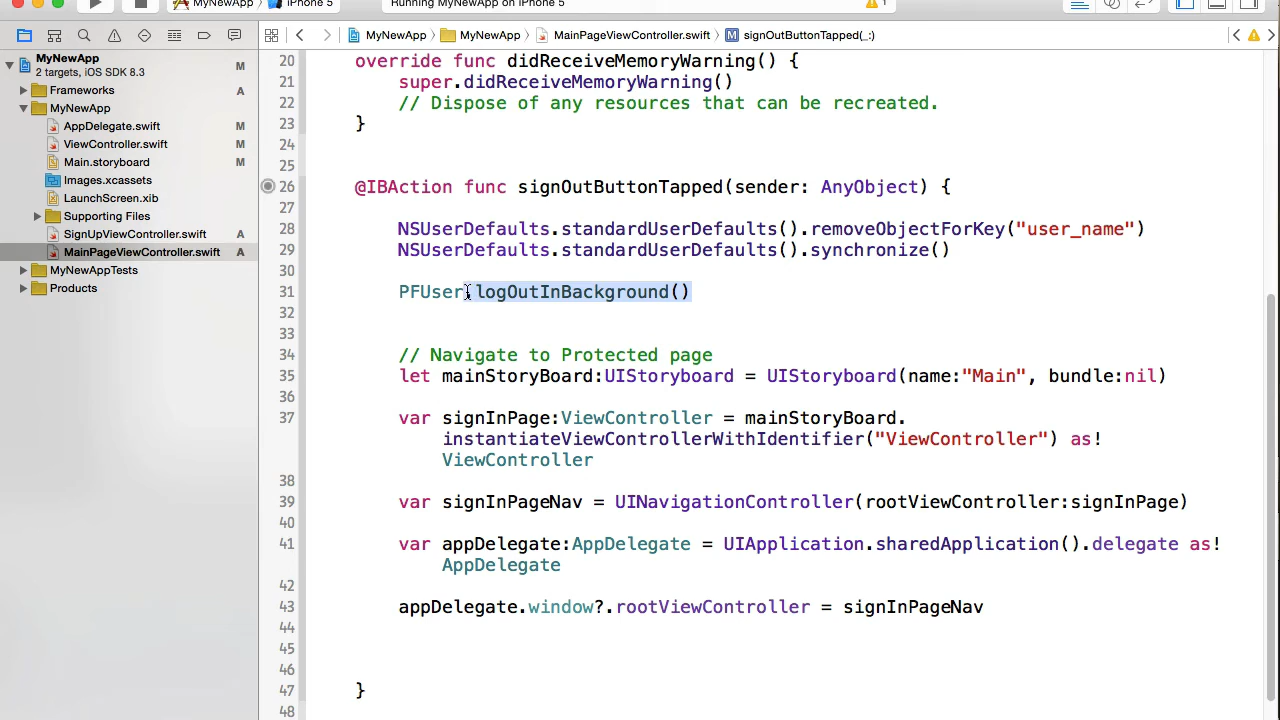 MyNewApp iPhone 5
Running MyNewApp on iPhone 5
1
MyNewApp MyNewApp MainPageViewController.swift M signOutButtonTapped(_:)
MyNewApp M
2 targets, iOS SDK 8.3
Frameworks A
MyNewApp
AppDelegate.swift M
ViewController.swift M
Main.storyboard M
Images.xcassets
LaunchScreen.xib
Supporting Files
SignUpViewController.swift A
MainPageViewController.swift A
MyNewAppTests
Products
20 override func didReceiveMemoryWarning() {
21 super.didReceiveMemoryWarning()
22 // Dispose of any resources that can be recreated.
23 }
24
25
26 @IBAction func signOutButtonTapped(sender: AnyObject) {
27
28 NSUserDefaults.standardUserDefaults().removeObjectForKey("user_name")
29 NSUserDefaults.standardUserDefaults().synchronize()
30
31 PFUser.logOutInBackground()
32
33
34 // Navigate to Protected page
35 let mainStoryBoard:UIStoryboard = UIStoryboard(name:"Main", bundle:nil)
36
37 var signInPage:ViewController = mainStoryBoard.
instantiateViewControllerWithIdentifier("ViewController") as!
ViewController
38
39 var signInPageNav = UINavigationController(rootViewController:signInPage)
40
41 var appDelegate:AppDelegate = UIApplication.sharedApplication().delegate as!
AppDelegate
42
43 appDelegate.window?.rootViewController = signInPageNav
44
45
46
47 }
48